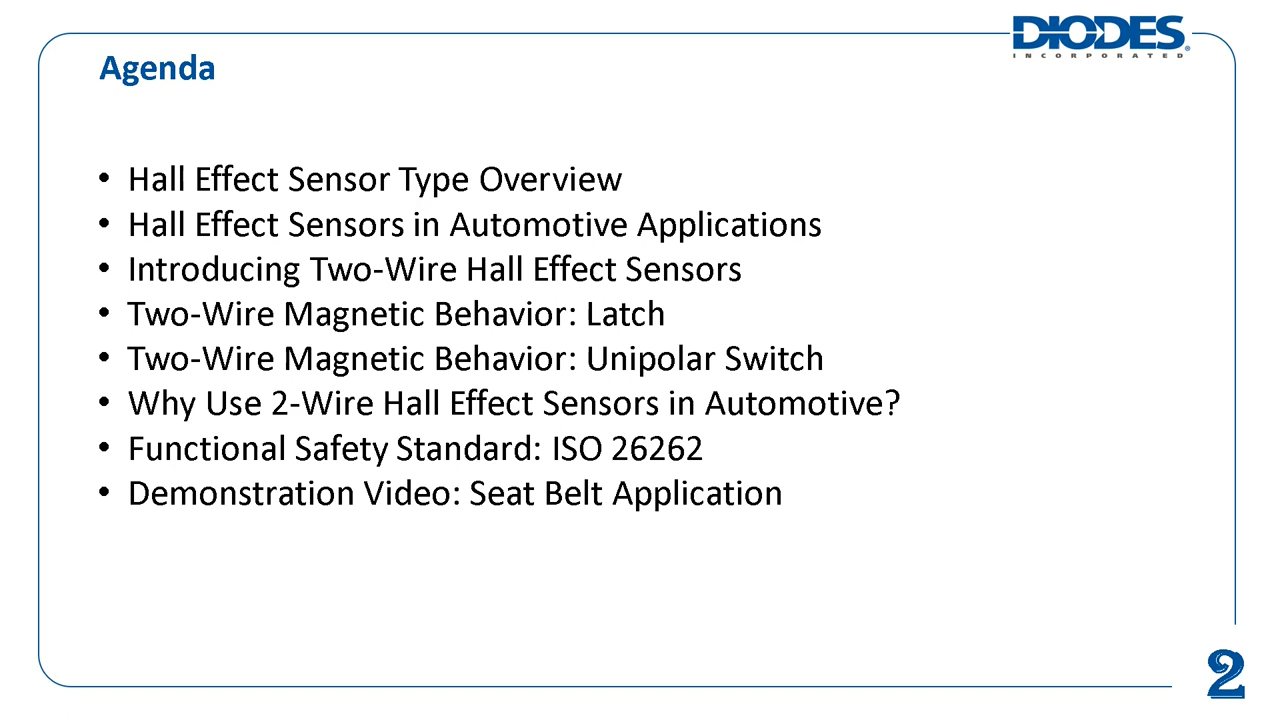 DIODES
INCORPORATED
Agenda
• Hall Effect Sensor Type Overview
• Hall Effect Sensors in Automotive Applications
• Introducing Two-Wire Hall Effect Sensors
• Two-Wire Magnetic Behavior: Latch
• Two-Wire Magnetic Behavior: Unipolar Switch
• Why Use 2-Wire Hall Effect Sensors in Automotive?
• Functional Safety Standard: ISO 26262
• Demonstration Video: Seat Belt Application
2